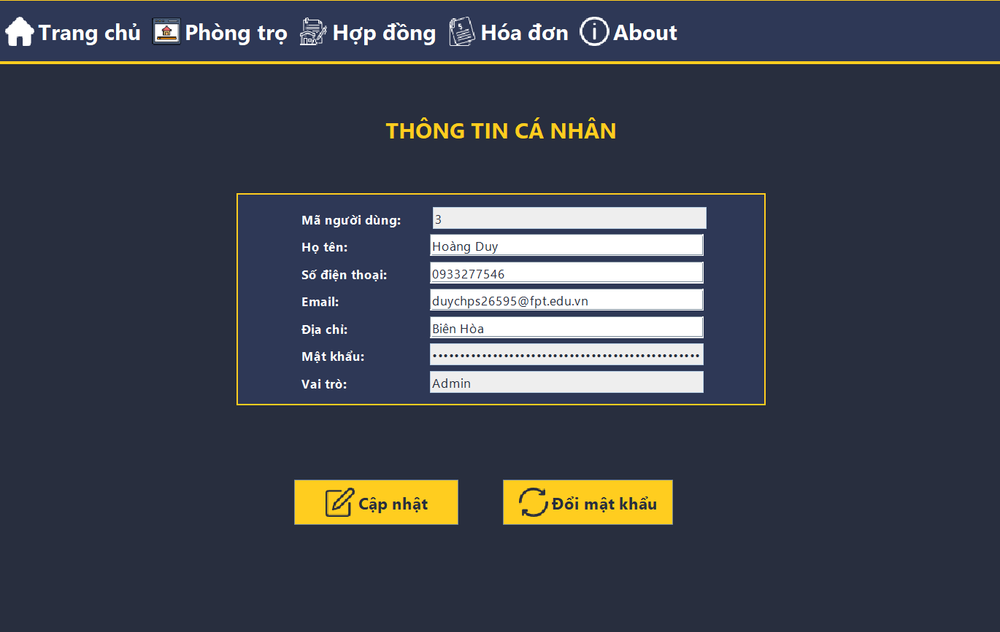 Trang chủ Phòng trọ Hợp đồng Hóa đơn About
THÔNG TIN CÁ NHÂN
Mã người dùng: 3
Họ tên: Hoàng Duy
Số điện thoại: 0933277546
Email: duychps26595@fpt.edu.vn
Địa chỉ: Biên Hòa
Mật khẩu: ••••••••••••••••••••••••••••••••••••••••••••••••
Vai trò: Admin
Cập nhật Đổi mật khẩu